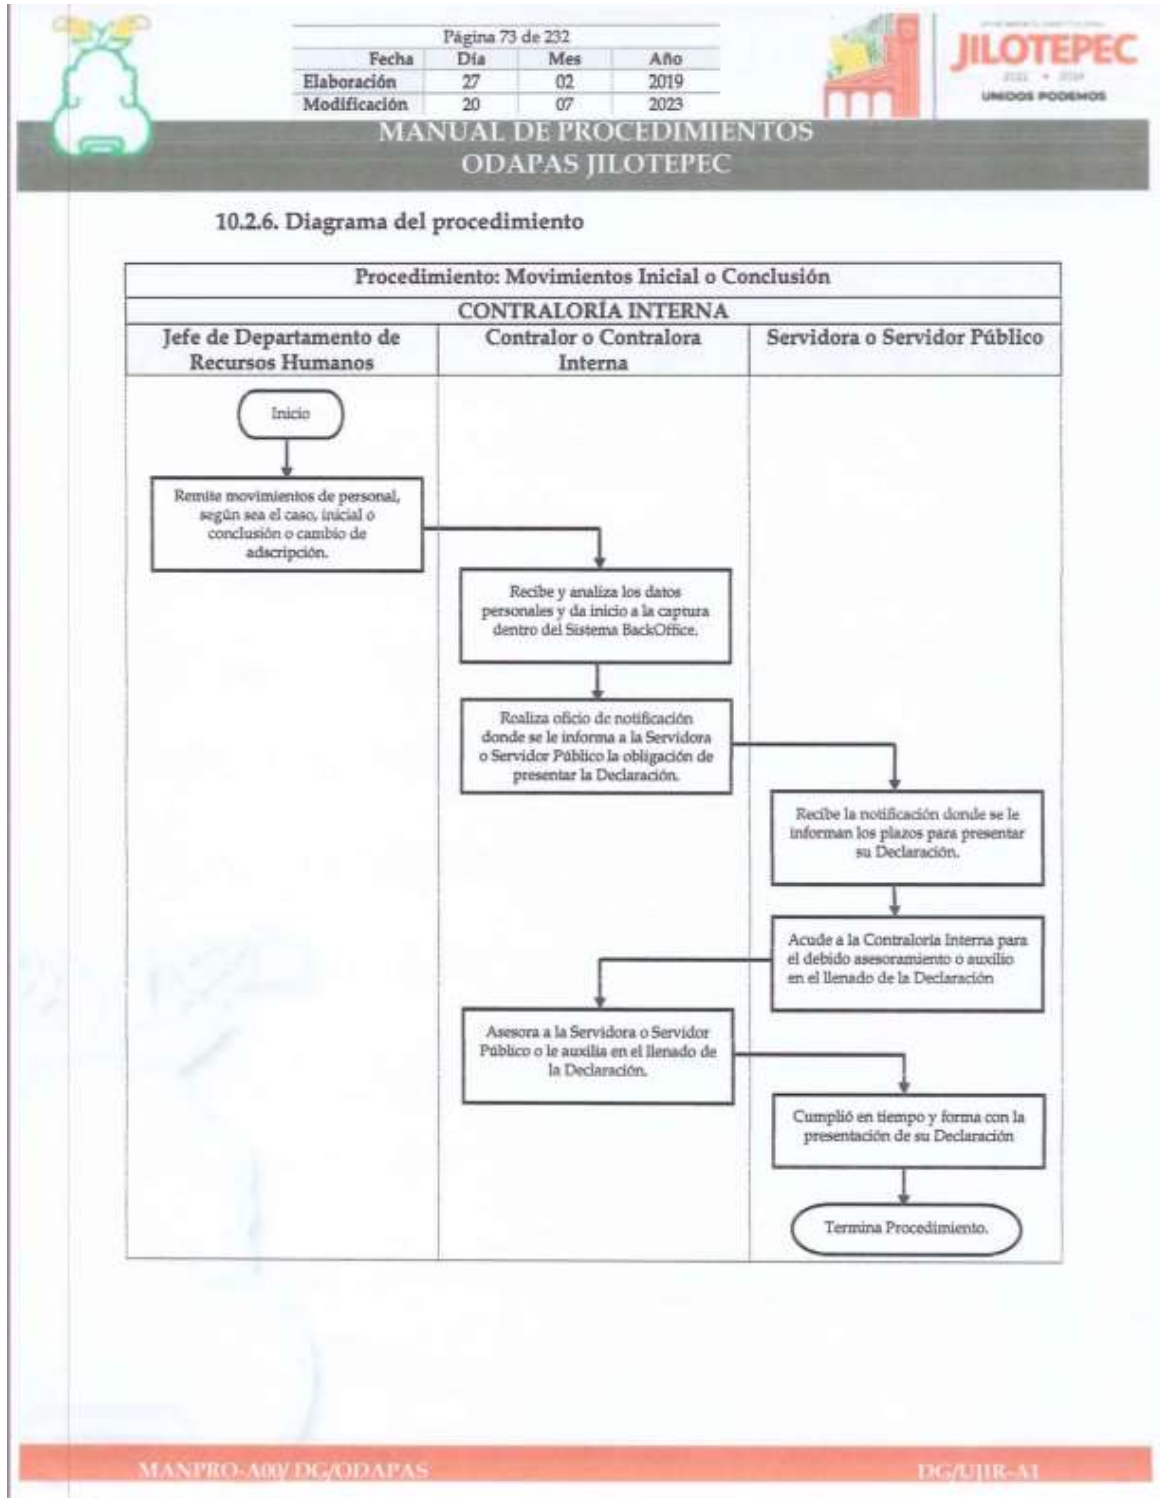 Página 73 de 232
Fecha Día Mes Año
Elaboración 27 02 2019
Modificación 20 07 2023
JILOTEPEC
UNIDOS PODEMOS
MANUAL DE PROCEDIMIENTOS
ODAPAS JILOTEPEC
10.2.6. Diagrama del procedimiento
Procedimiento: Movimientos Inicial o Conclusión
CONTRALORÍA INTERNA
Jefe de Departamento de
Recursos Humanos
Contralor o Contralora
Interna
Servidora o Servidor Público
Inicio
Remite movimientos de personal,
según sea el caso, inicial o
conclusión o cambio de
adscripción.
Recibe y analiza los datos
personales y da inicio a la captura
dentro del Sistema BackOffice.
Realiza oficio de notificación
donde se le informa a la Servidora
o Servidor Público la obligación de
presentar la Declaración.
Recibe la notificación donde se le
informan los plazos para presentar
su Declaración.
Acude a la Contraloría Interna para
el debido asesoramiento o auxilio
en el llenado de la Declaración
Asesora a la Servidora o Servidor
Público o le auxilia en el llenado de
la Declaración.
Cumplió en tiempo y forma con la
presentación de su Declaración
Termina Procedimiento.
MANPRO-A00/ DG/ODAPAS
DG/UJIR-A1